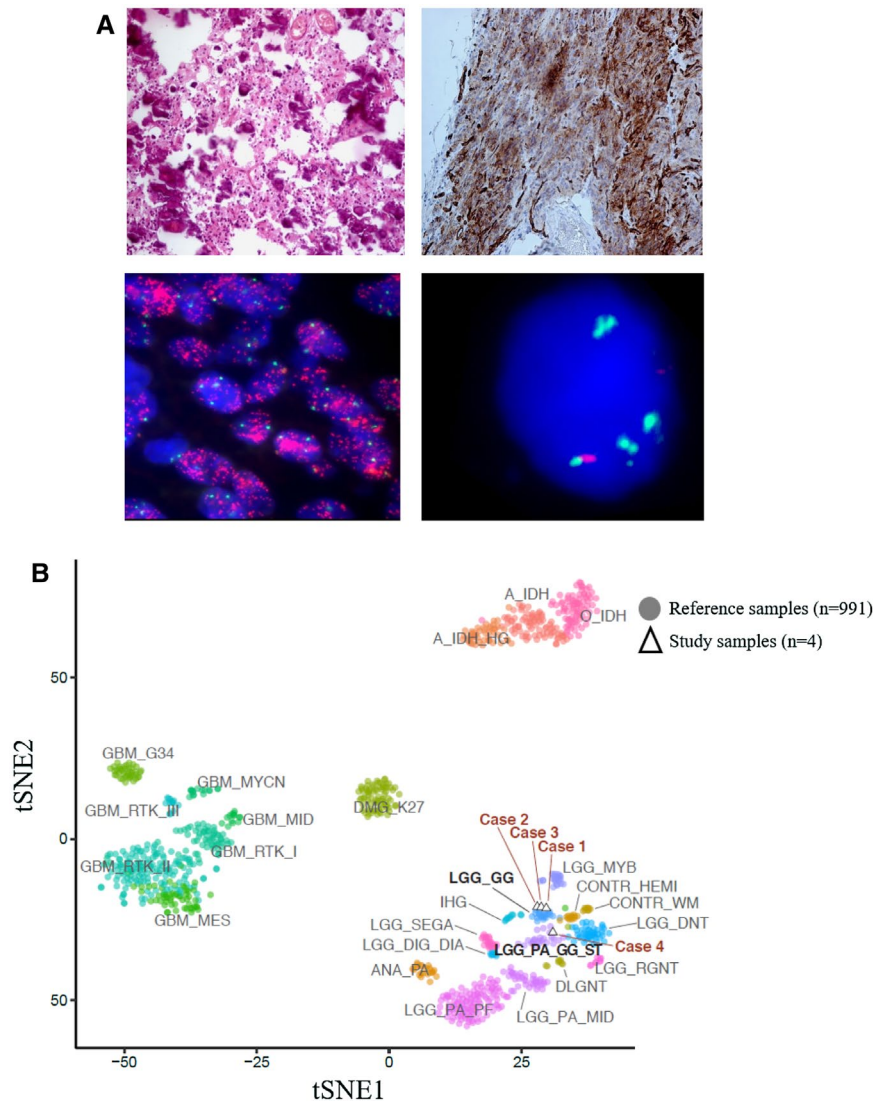 A
B
A_IDH
O_IDH
A_IDH_HG
Reference samples (n=991)
Study samples (n=4)
50
GBM_G34
GBM_MYCN
GBM_RTK_III
GBM_MID
DMG_K27
GBM_RTK_I
GBM_RTK_II
GBM_MES
0
Case 2
Case 3
Case 1
LGG_MYB
LGG_GG
CONTR_HEMI
CONTR_WM
IHG
LGG_SEGA
LGG_DNT
LGG_DIG_DIA
LGG_PA_GG_ST
Case 4
ANA_PA
LGG_RGNT
DLGNT
LGG_PA_PF
LGG_PA_MID
50
tSNE2
−50
−25
0
25
tSNE1